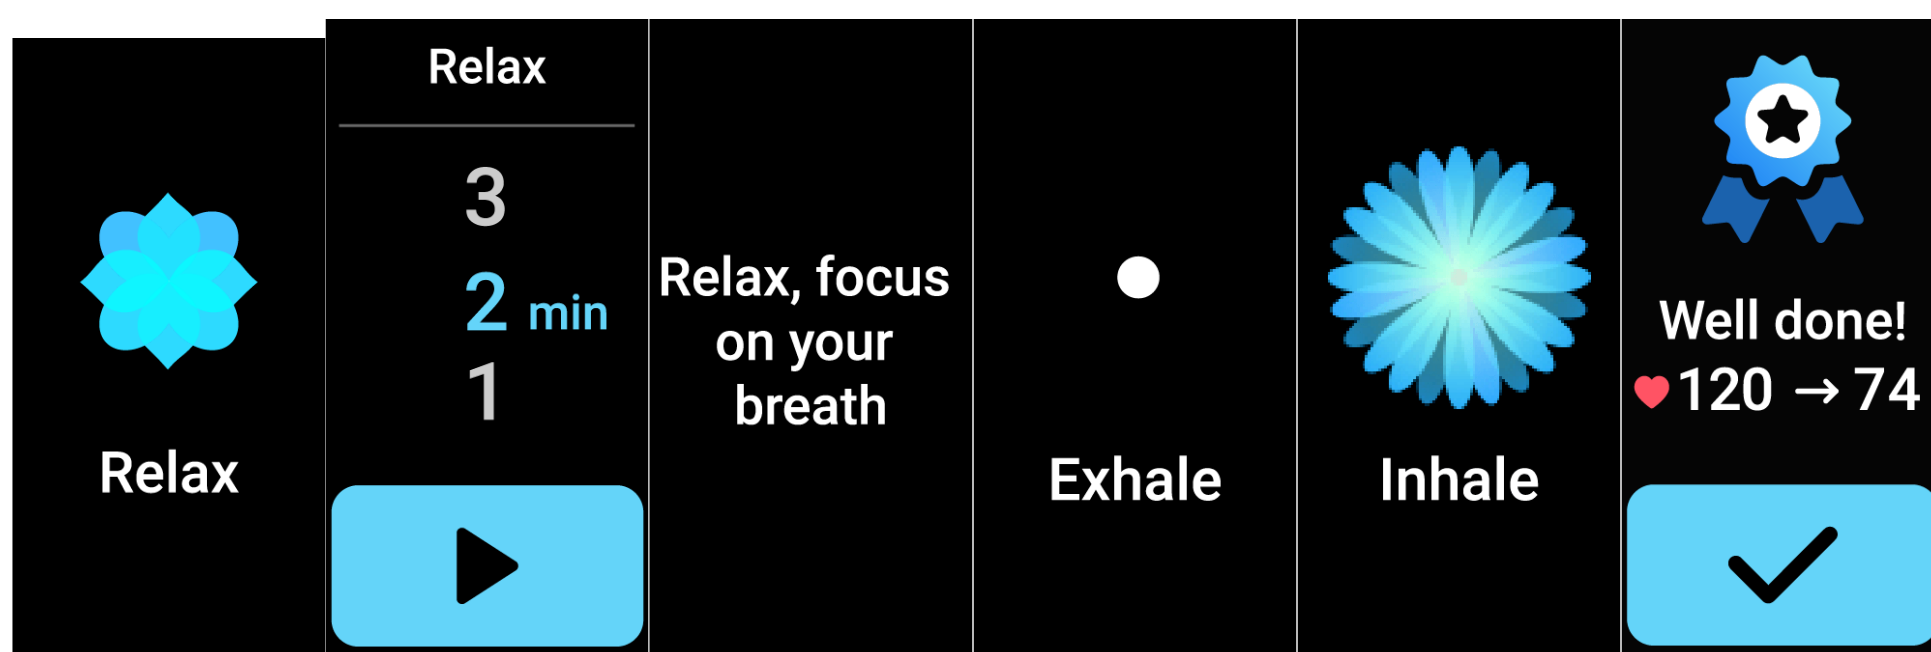 Relax
Relax
3
2 min
1
Relax, focus
on your
breath
Exhale
Inhale
Well done!
120 → 74